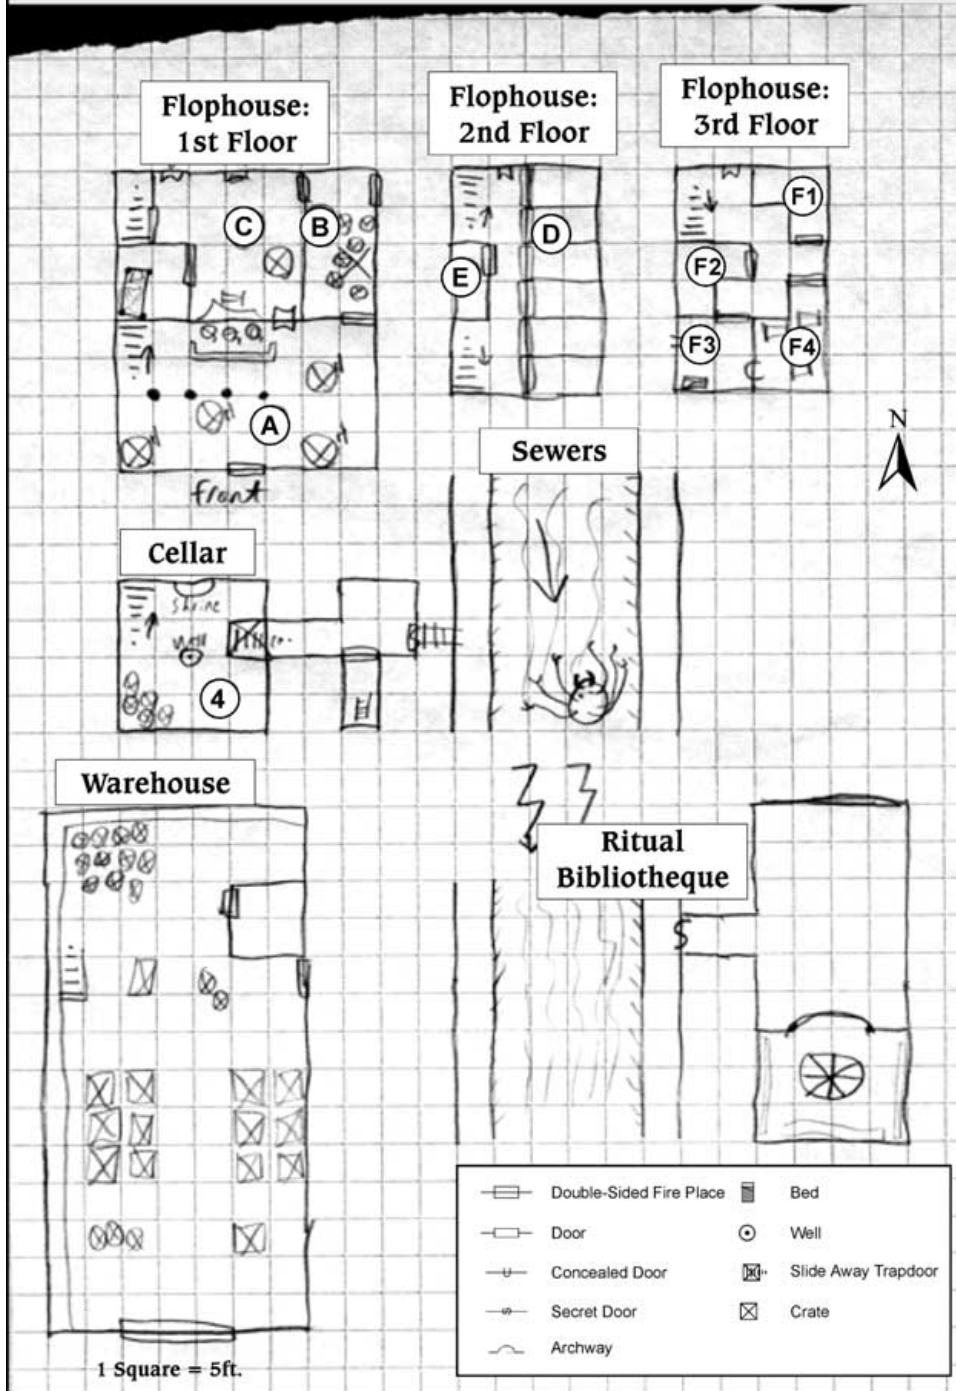 Flophouse:
1st Floor
Flophouse:
2nd Floor
Flophouse:
3rd Floor
C
B
A
D
E
F1
F2
F3
F4
front
N
Sewers
Cellar
Shrine
Well
4
Warehouse
Ritual
Bibliotheque
S
Double-Sided Fire Place
Bed
Door
Well
U
Concealed Door
Slide Away Trapdoor
S
Secret Door
Crate
Archway
1 Square = 5ft.